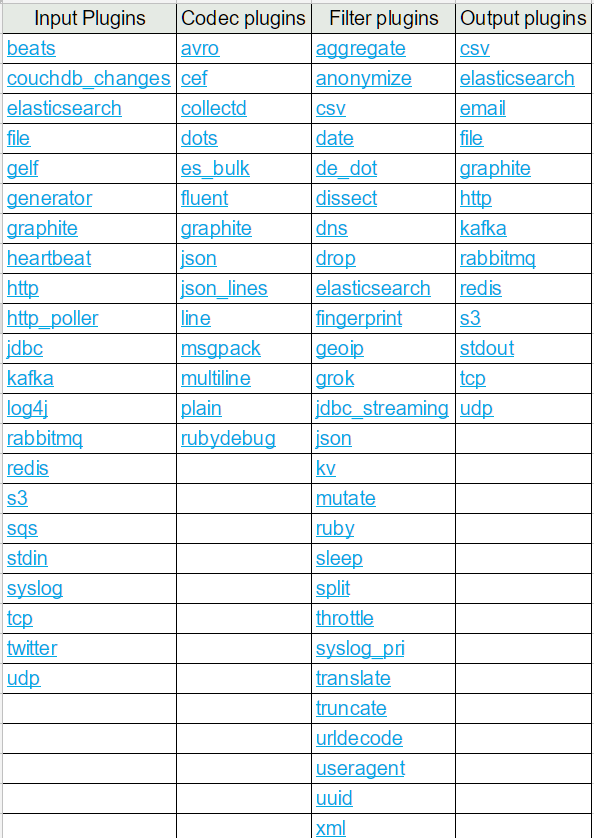 Input Plugins Codec plugins Filter plugins Output plugins
beats avro aggregate csv
couchdb_changes cef anonymize elasticsearch
elasticsearch collectd csv email
file dots date file
gelf es_bulk de_dot graphite
generator fluent dissect http
graphite graphite dns kafka
heartbeat json drop rabbitmq
http json_lines elasticsearch redis
http_poller line fingerprint s3
jdbc msgpack geoip stdout
kafka multiline grok tcp
log4j plain jdbc_streaming udp
rabbitmq rubydebug json
redis kv
s3 mutate
sqs ruby
stdin sleep
syslog split
tcp throttle
twitter syslog_pri
udp translate
truncate
urldecode
useragent
uuid
xml